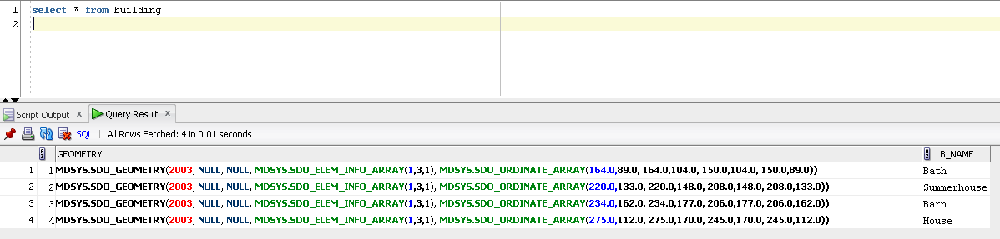 1 select * from building
2
Script Output x Query Result x
SQL | All Rows Fetched: 4 in 0.01 seconds
GEOMETRY B_NAME
1 1 MDSYS.SDO_GEOMETRY(2003, NULL, NULL, MDSYS.SDO_ELEM_INFO_ARRAY(1,3,1), MDSYS.SDO_ORDINATE_ARRAY(164.0,89.0, 164.0,104.0, 150.0,104.0, 150.0,89.0)) Bath
2 2 MDSYS.SDO_GEOMETRY(2003, NULL, NULL, MDSYS.SDO_ELEM_INFO_ARRAY(1,3,1), MDSYS.SDO_ORDINATE_ARRAY(220.0,133.0, 220.0,148.0, 208.0,148.0, 208.0,133.0)) Summerhouse
3 3 MDSYS.SDO_GEOMETRY(2003, NULL, NULL, MDSYS.SDO_ELEM_INFO_ARRAY(1,3,1), MDSYS.SDO_ORDINATE_ARRAY(234.0,162.0, 234.0,177.0, 206.0,177.0, 206.0,162.0)) Barn
4 4 MDSYS.SDO_GEOMETRY(2003, NULL, NULL, MDSYS.SDO_ELEM_INFO_ARRAY(1,3,1), MDSYS.SDO_ORDINATE_ARRAY(275.0,112.0, 275.0,170.0, 245.0,170.0, 245.0,112.0)) House